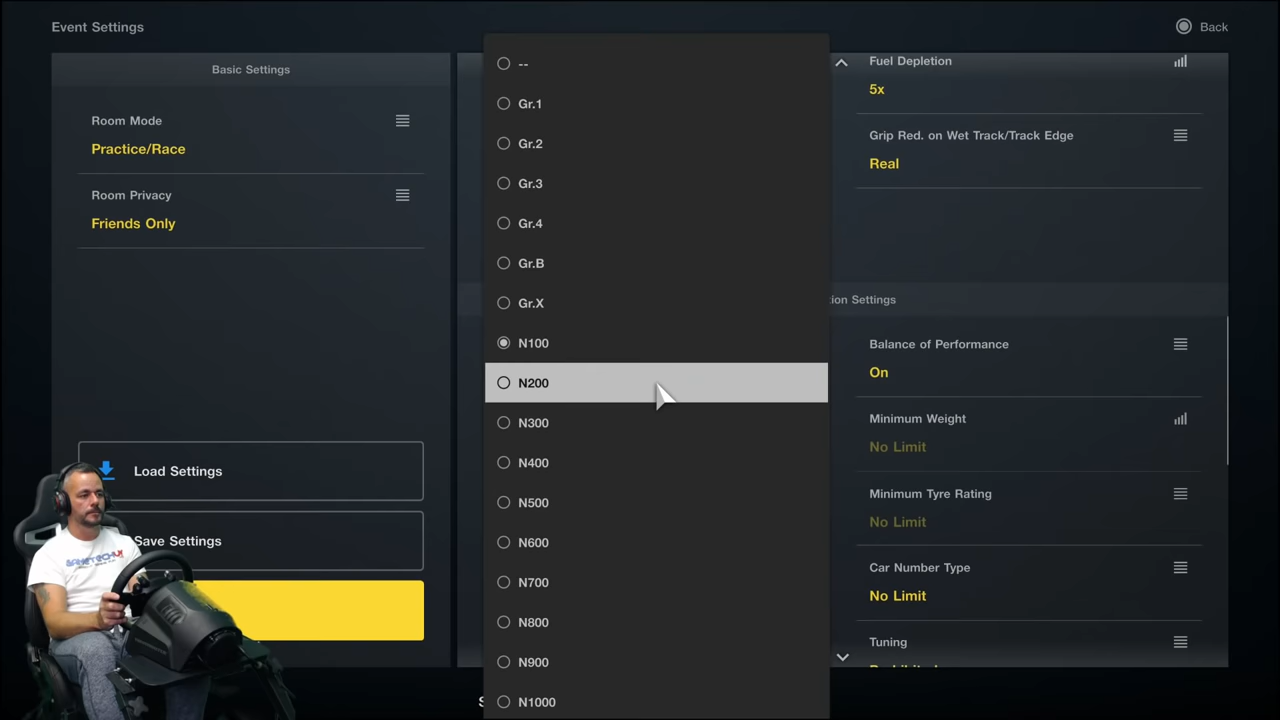 Event Settings
Back
Basic Settings
Room Mode
Practice/Race
Room Privacy
Friends Only
Load Settings
Save Settings
--
Gr.1
Gr.2
Gr.3
Gr.4
Gr.B
Gr.X
N100
N200
N300
N400
N500
N600
N700
N800
N900
N1000
Fuel Depletion
5x
Grip Red. on Wet Track/Track Edge
Real
ion Settings
Balance of Performance
On
Minimum Weight
No Limit
Minimum Tyre Rating
No Limit
Car Number Type
No Limit
Tuning